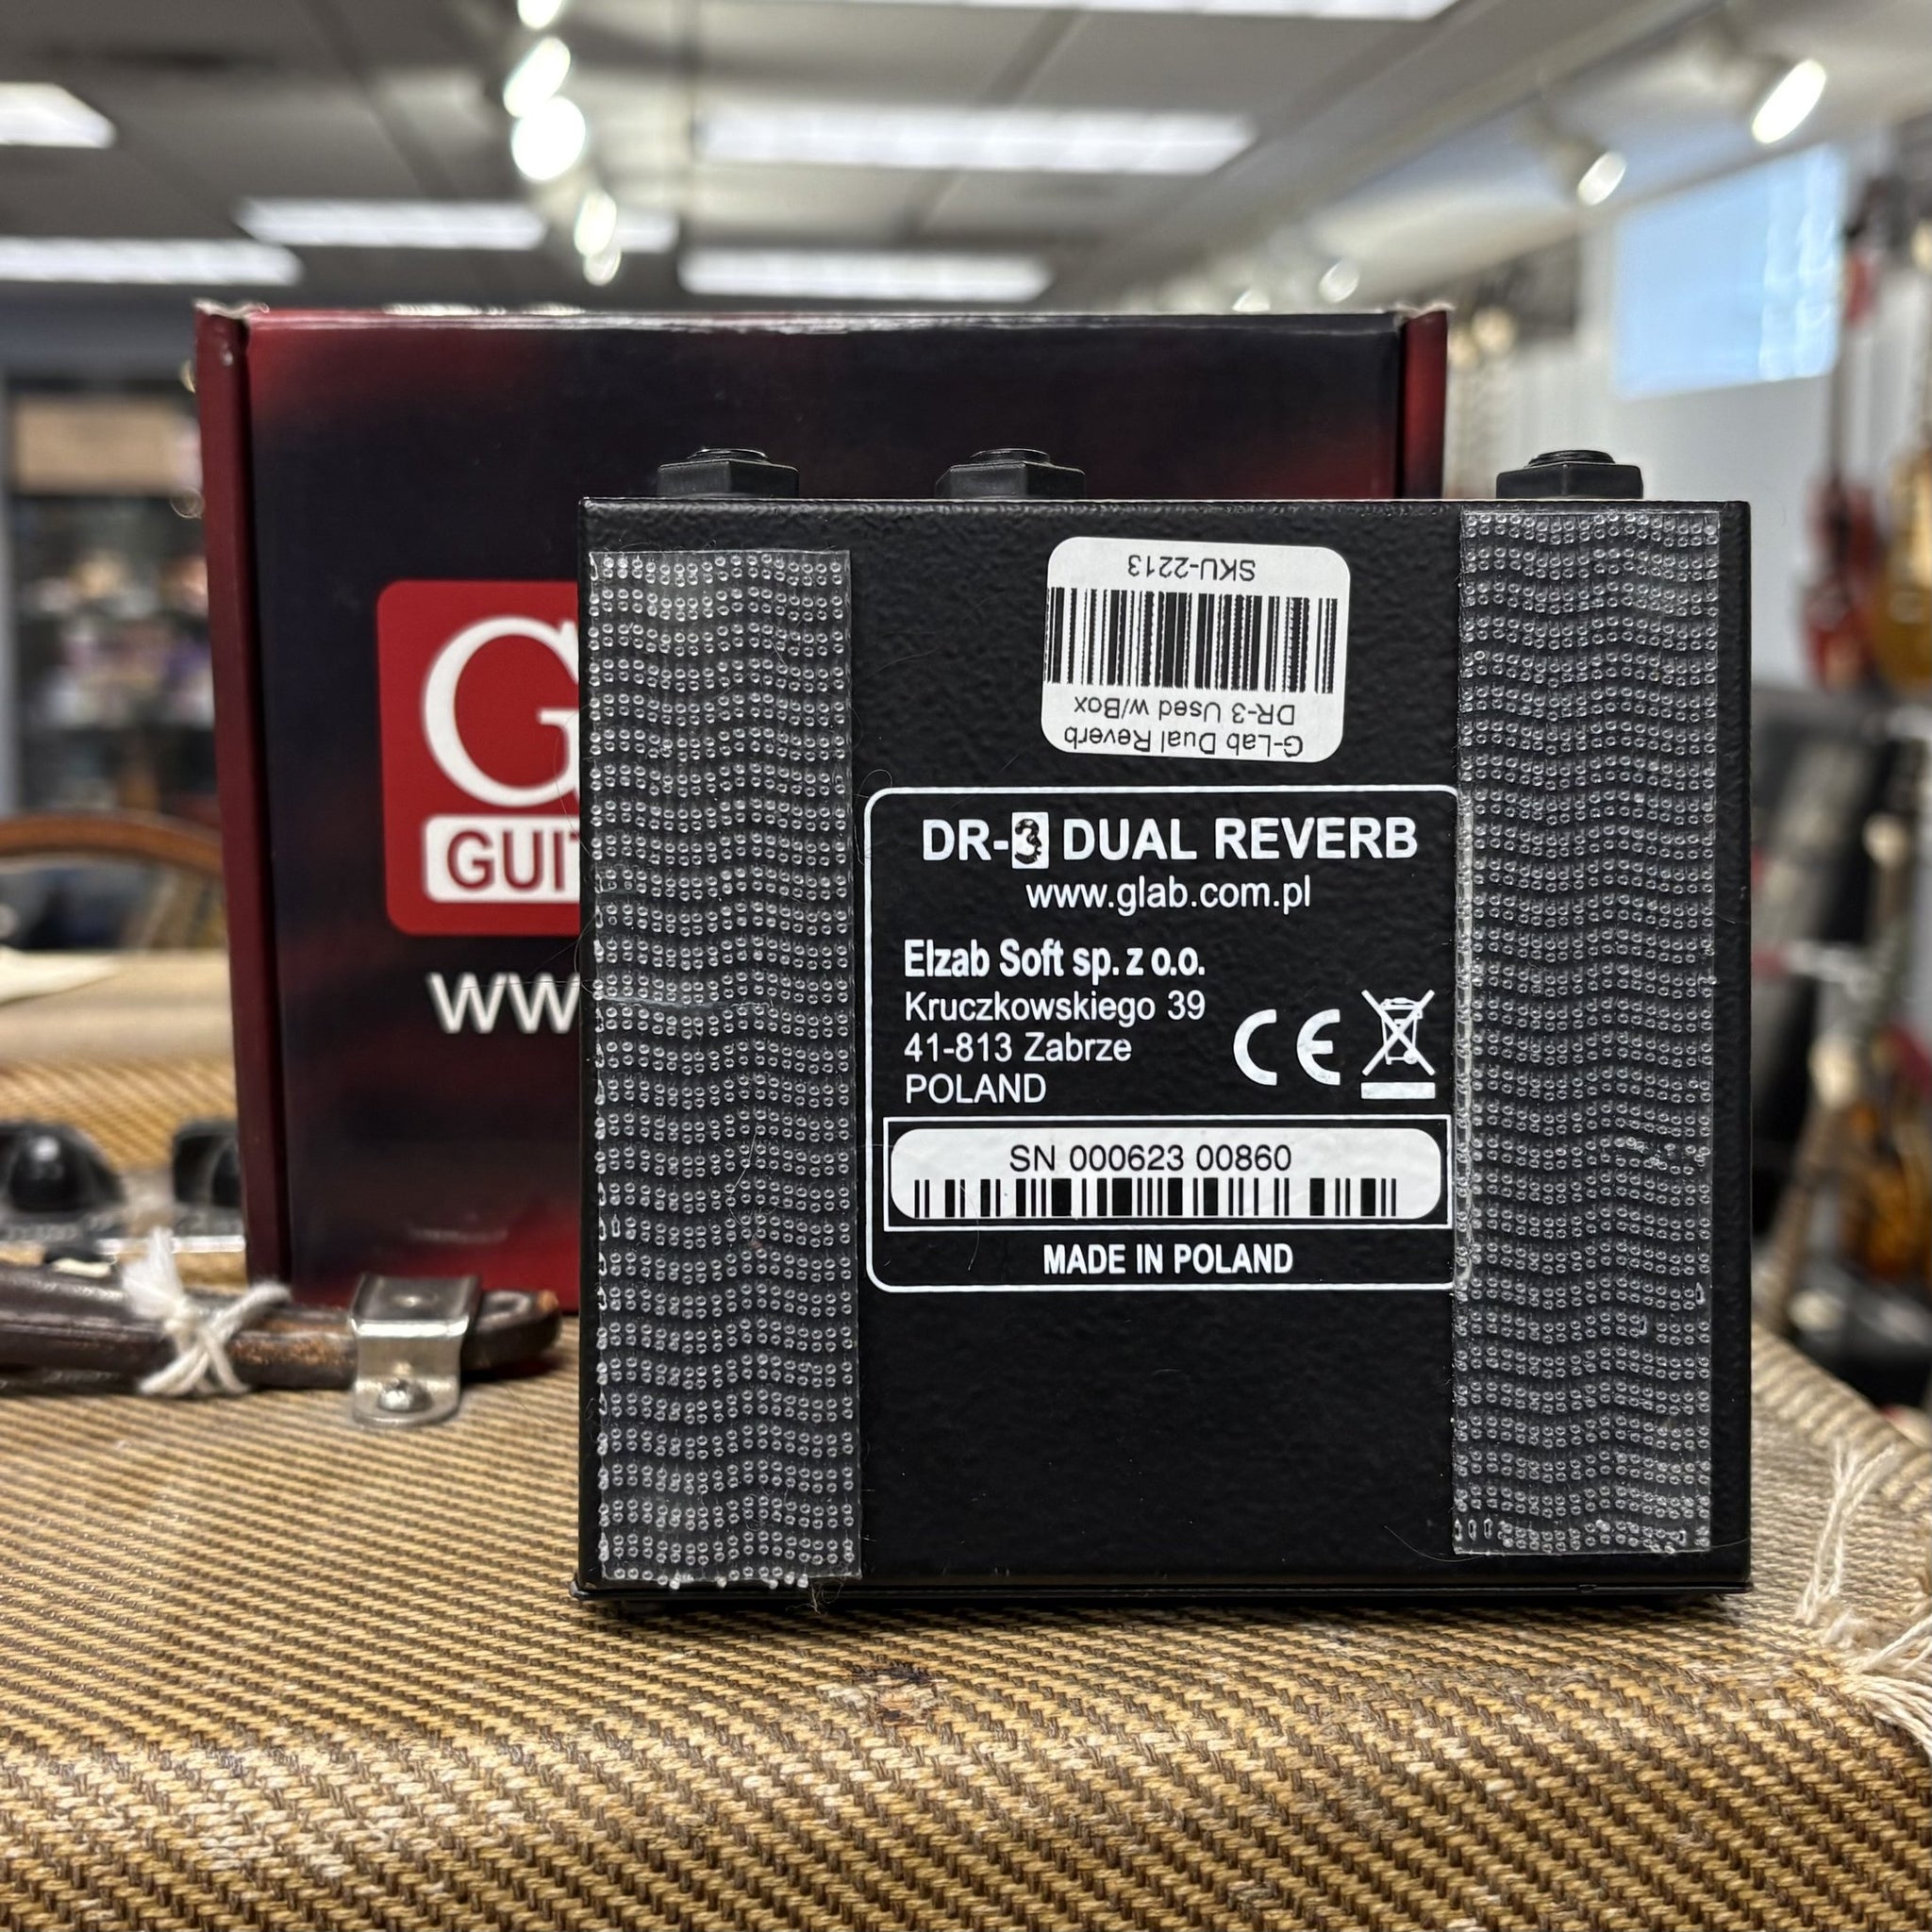 G
GUIT
ww
SKU-2213
DR-3 Used w/Box
G-Lab Dual Reverb
DR-3 DUAL REVERB
www.glab.com.pl
Elzab Soft sp. z o.o.
Kruczkowskiego 39
41-813 Zabrze
POLAND
CE
SN 000623 00860
MADE IN POLAND